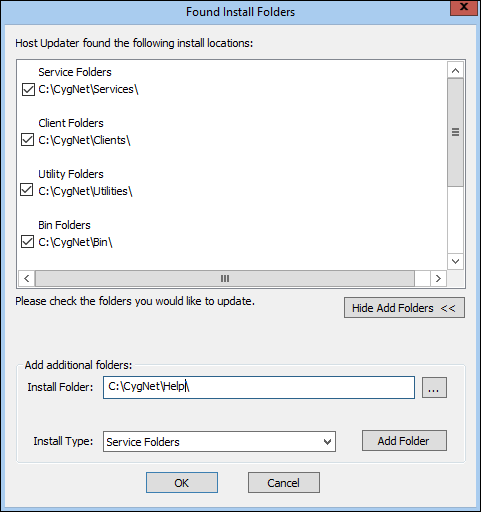 Found Install Folders
Host Updater found the following install locations:
Service Folders
C:\CygNet\Services\
Client Folders
C:\CygNet\Clients\
Utility Folders
C:\CygNet\Utilities\
Bin Folders
C:\CygNet\Bin\
Please check the folders you would like to update.
Hide Add Folders <<
Add additional folders:
Install Folder: C:\CygNet\Help\ ...
Install Type: Service Folders Add Folder
OK Cancel